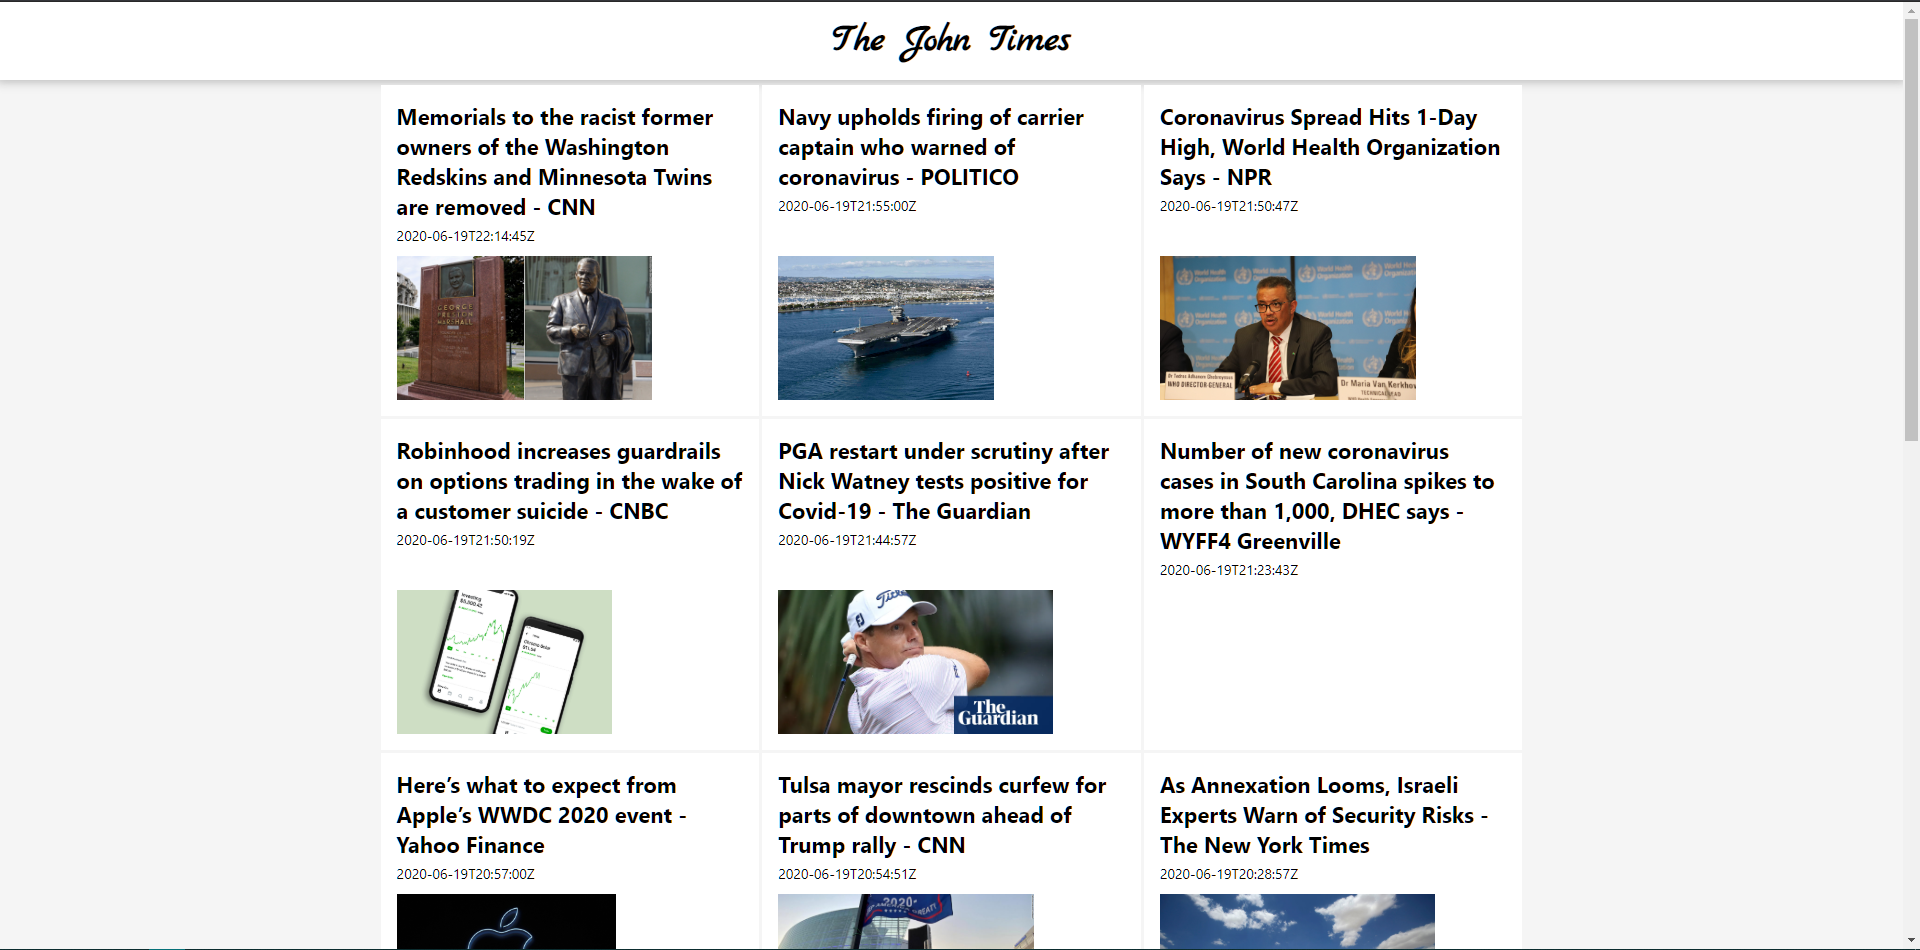 The John Times
Memorials to the racist former
owners of the Washington
Redskins and Minnesota Twins
are removed - CNN
2020-06-19T22:14:45Z
GEORGE
PRESTON
MARSHALL
Navy upholds firing of carrier
captain who warned of
coronavirus - POLITICO
2020-06-19T21:55:00Z
Coronavirus Spread Hits 1-Day
High, World Health Organization
Says - NPR
2020-06-19T21:50:47Z
World Health
Organization
WHO DIRECTOR-GENERAL
Dr Maria Van Kerkhov
Robinhood increases guardrails
on options trading in the wake of
a customer suicide - CNBC
2020-06-19T21:50:19Z
Investing
PGA restart under scrutiny after
Nick Watney tests positive for
Covid-19 - The Guardian
2020-06-19T21:44:57Z
The
Guardian
Number of new coronavirus
cases in South Carolina spikes to
more than 1,000, DHEC says -
WYFF4 Greenville
2020-06-19T21:23:43Z
Here’s what to expect from
Apple’s WWDC 2020 event -
Yahoo Finance
2020-06-19T20:57:00Z
Tulsa mayor rescinds curfew for
parts of downtown ahead of
Trump rally - CNN
2020-06-19T20:54:51Z
2020
As Annexation Looms, Israeli
Experts Warn of Security Risks -
The New York Times
2020-06-19T20:28:57Z